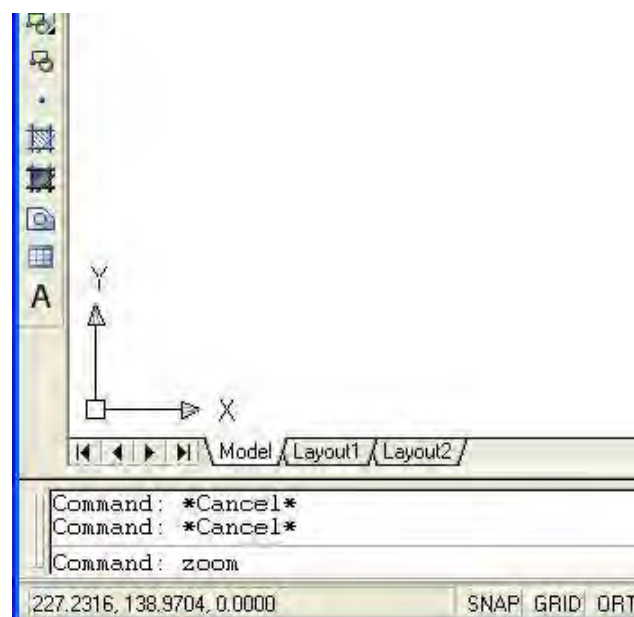 A
Y
X
Model Layout1 Layout2
Command: *Cancel*
Command: *Cancel*
Command: zoom
227.2316, 138.9704, 0.0000 SNAP GRID ORT